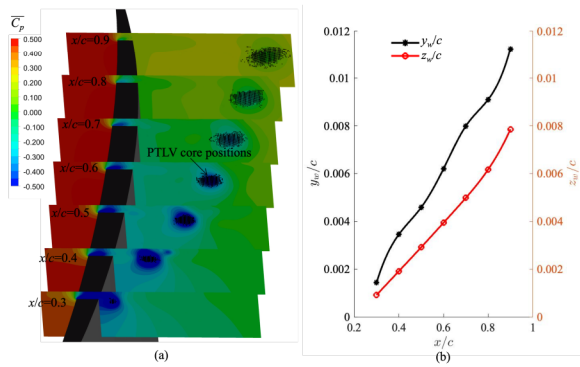 C̅p̅
0.500
0.400
0.300
0.200
0.100
0.000
-0.100
-0.200
-0.300
-0.400
-0.500
x/c=0.9
x/c=0.8
x/c=0.7
x/c=0.6
x/c=0.5
x/c=0.4
x/c=0.3
PTLV core positions
(a)
y_w/c
z_w/c
0.012
0.01
0.008
0.006
0.004
0.002
0
y_w/c
0.2
0.4
0.6
0.8
1
x/c
0.012
0.01
0.008
0.006
0.004
0.002
0
z_w/c
(b)